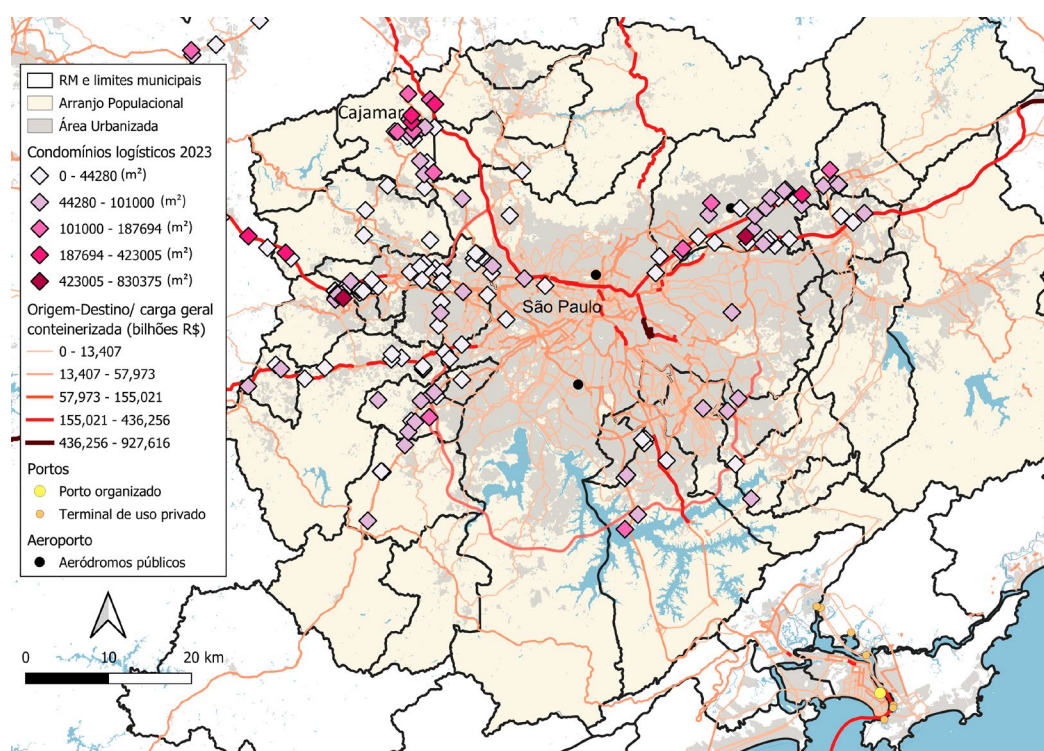 RM e limites municipais
Arranjo Populacional
Área Urbanizada
Condomínios logísticos 2023
0 - 44280 (m²)
44280 - 101000 (m²)
101000 - 187694 (m²)
187694 - 423005 (m²)
423005 - 830375 (m²)
Origem-Destino/ carga geral
conteinerizada (bilhões R$)
0 - 13,407
13,407 - 57,973
57,973 - 155,021
155,021 - 436,256
436,256 - 927,616
Portos
Porto organizado
Terminal de uso privado
Aeroporto
Aeródromos públicos
0 20 km
Cajamar
São Paulo